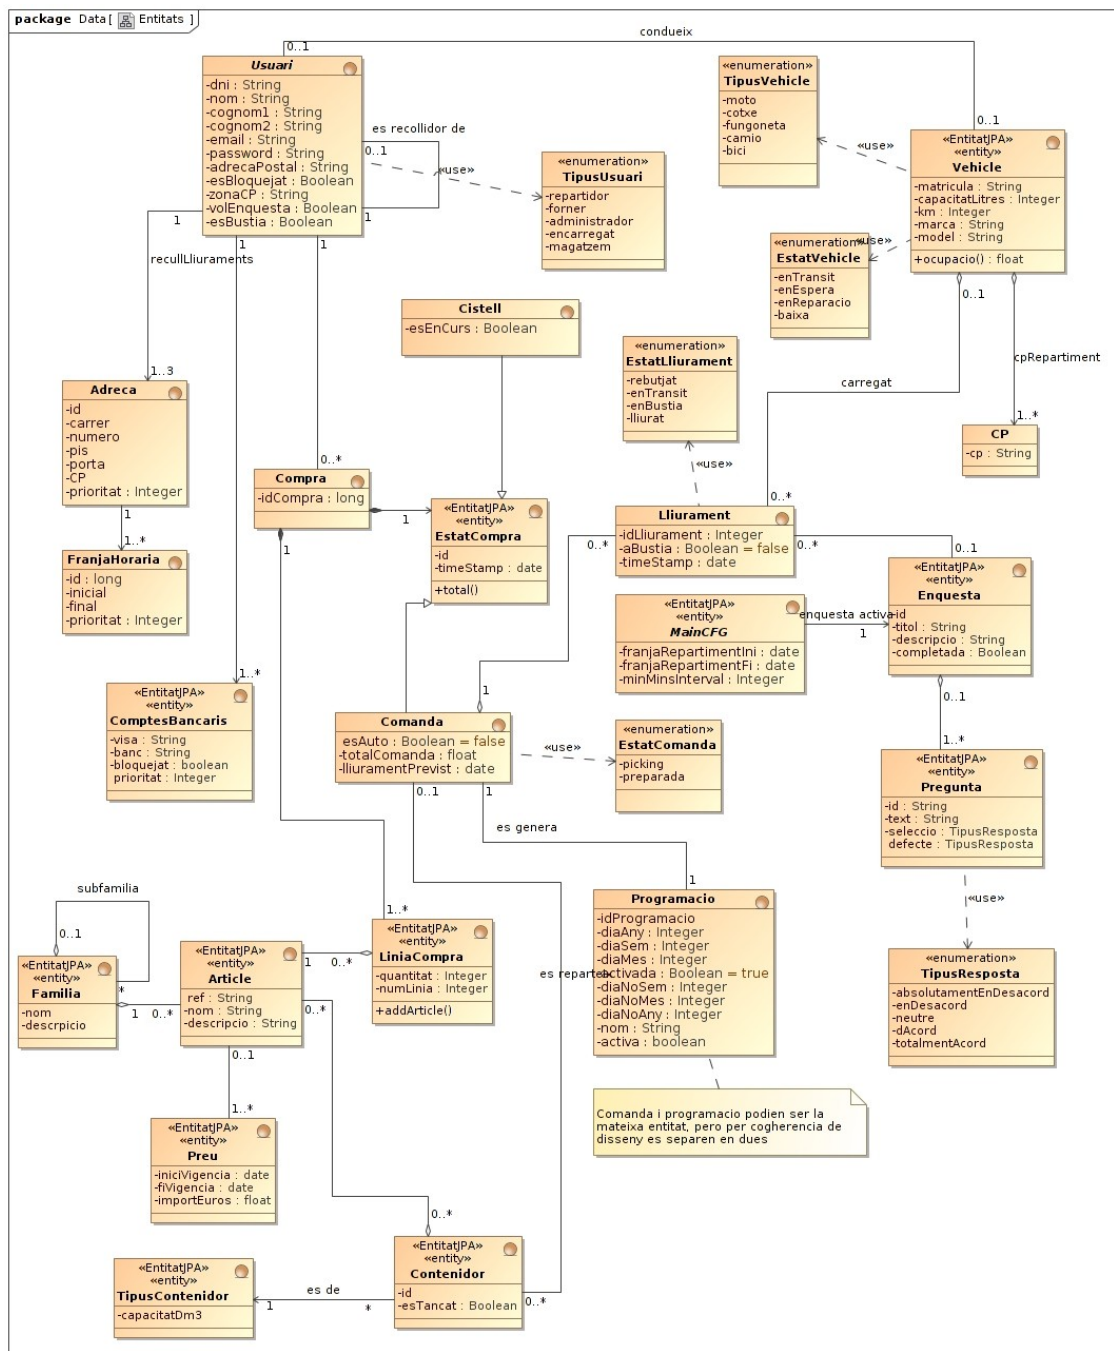 package Data [ Entitats ]
condueix
0..1
Usuari
-dni : String
-nom : String
-cognom1 : String
-cognom2 : String
-email : String
-password : String
-adrecaPostal : String
-esBloquejat : Boolean
-zonaCP : String
-volEnquesta : Boolean
-esBustia : Boolean
es recollidor de
0..1
1
«use»
«enumeration»
TipusUsuari
-repartidor
-forner
-administrador
-encarregat
-magatzem
«enumeration»
TipusVehicle
-moto
-cotxe
-fungoneta
-camio
-bici
«use»
0..1
«EntitatJPA»
«entity»
Vehicle
-matricula : String
-capacitatLitres : Integer
-km : Integer
-marca : String
-model : String
+ocupacio() : float
«use»
«enumeration»
EstatVehicle
-enTransit
-enEspera
-enReparacio
-baixa
0..1
1
1
1
recullLliuraments
1..3
Cistell
-esEnCurs : Boolean
«enumeration»
EstatLliurament
-rebutjat
-enTransit
-enBustia
-lliurat
cpRepartiment
carregat
1..*
CP
-cp : String
Adreca
-id
-carrer
-numero
-pis
-porta
-CP
-prioritat : Integer
1
1..*
FranjaHoraria
-id : long
-inicial
-final
-prioritat : Integer
0..*
Compra
-idCompra : long
1
1
«EntitatJPA»
«entity»
EstatCompra
-id
-timeStamp : date
+total()
«use»
0..*
Lliurament
-idLliurament : Integer
-aBustia : Boolean = false
-timeStamp : date
0..*
0..*
0..1
«EntitatJPA»
«entity»
Enquesta
-id
-titol : String
-descripcio : String
-completada : Boolean
«EntitatJPA»
«entity»
MainCFG
-franjaRepartimentIni : date
-franjaRepartimentFi : date
-minMinsInterval : Integer
enquesta activa
1
0..1
1..*
1..*
«EntitatJPA»
«entity»
ComptesBancaris
-visa : String
-banc : String
-bloquejat : boolean
prioritat : Integer
1
Comanda
esAuto : Boolean = false
-totalComanda : float
-lliuramentPrevist : date
0..1
1
«use»
«enumeration»
EstatComanda
-picking
-preparada
«EntitatJPA»
«entity»
Pregunta
-id : String
-text : String
-seleccio : TipusResposta
defecte : TipusResposta
«use»
es genera
1
Programacio
-idProgramacio
-diaAny : Integer
-diaSem : Integer
-diaMes : Integer
-activada : Boolean = true
-diaNoSem : Integer
-diaNoMes : Integer
-diaNoAny : Integer
-nom : String
-activa : boolean
«enumeration»
TipusResposta
-absolutamentEnDesacord
-enDesacord
-neutre
-dAcord
-totalmentAcord
subfamilia
0..1
*
«EntitatJPA»
«entity»
Familia
-nom
-descrpicio
1
0..*
«EntitatJPA»
«entity»
Article
ref : String
-nom : String
-descripcio : String
1
0..*
1..*
«EntitatJPA»
«entity»
LiniaCompra
-quantitat : Integer
-numLinia : Integer
+addArticle()
0..*
0..1
1..*
«EntitatJPA»
«entity»
Preu
-iniciVigencia : date
-fiVigencia : date
-importEuros : float
Comanda i programacio podien ser la
mateixa entitat, pero per cogherencia de
disseny es separen en dues
0..*
«EntitatJPA»
«entity»
Contenidor
-id
-esTancat : Boolean
0..*
es de
1
*
«EntitatJPA»
«entity»
TipusContenidor
-capacitatDm3